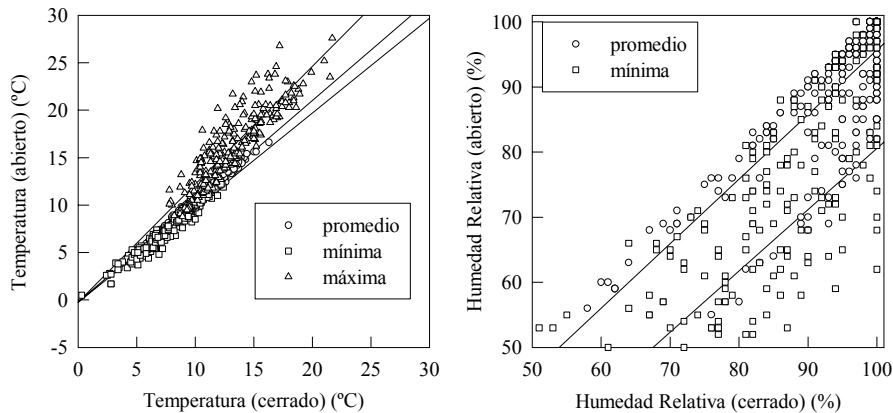 30
25
20
15
10
5
0
-5
Temperatura (abierto) (ºC)
promedio
mínima
máxima
0 5 10 15 20 25 30
Temperatura (cerrado) (ºC)
100
90
80
70
60
50
Humedad Relativa (abierto) (%)
promedio
mínima
50 60 70 80 90 100
Humedad Relativa (cerrado) (%)